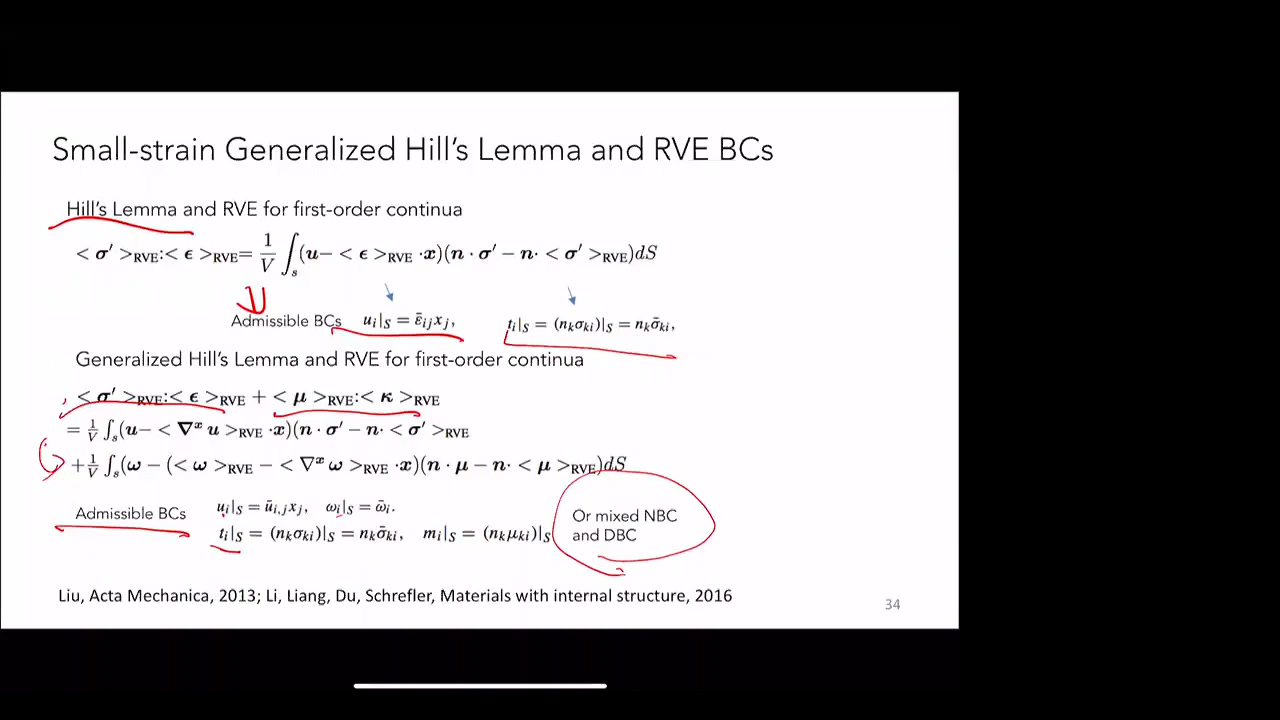 Small-strain Generalized Hill's Lemma and RVE BCs
Hill's Lemma and RVE for first-order continua
< σ′ >RVE:< ϵ >RVE= 1/V ∫s (u− < ϵ >RVE ·x)(n · σ′ − n· < σ′ >RVE)dS
Admissible BCs ui|S = ε̄ijxj, ti|S = (nkσki)|S = nkσ̄ki,
Generalized Hill's Lemma and RVE for first-order continua
< σ′ >RVE:< ϵ >RVE + < μ >RVE:< κ >RVE
= 1/V ∫s(u− < ∇ˣ u >RVE ·x)(n · σ′ − n· < σ′ >RVE
+1/V ∫s(ω − (< ω >RVE − < ∇ˣ ω >RVE ·x)(n · μ − n· < μ >RVE)dS
Admissible BCs ui|S = ūi,jxj, ωi|S = ω̄i.
ti|S = (nkσki)|S = nkσ̄ki, mi|S = (nkμki)|S
Or mixed NBC
and DBC
Liu, Acta Mechanica, 2013; Li, Liang, Du, Schrefler, Materials with internal structure, 2016
34